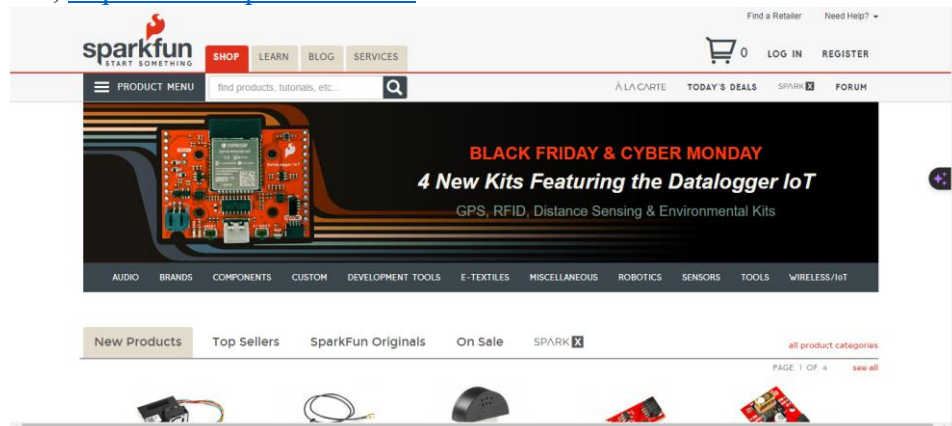 Find a Retailer Need Help?
sparkfun
START SOMETHING
SHOP LEARN BLOG SERVICES
0 LOG IN REGISTER
PRODUCT MENU
find products, tutorials, etc...
À LA CARTE TODAY'S DEALS SPARK X FORUM
BLACK FRIDAY & CYBER MONDAY
4 New Kits Featuring the Datalogger IoT
GPS, RFID, Distance Sensing & Environmental Kits
AUDIO BRANDS COMPONENTS CUSTOM DEVELOPMENT TOOLS E-TEXTILES MISCELLANEOUS ROBOTICS SENSORS TOOLS WIRELESS/IoT
New Products Top Sellers SparkFun Originals On Sale SPARK X
all product categories
PAGE 1 OF 4 see all